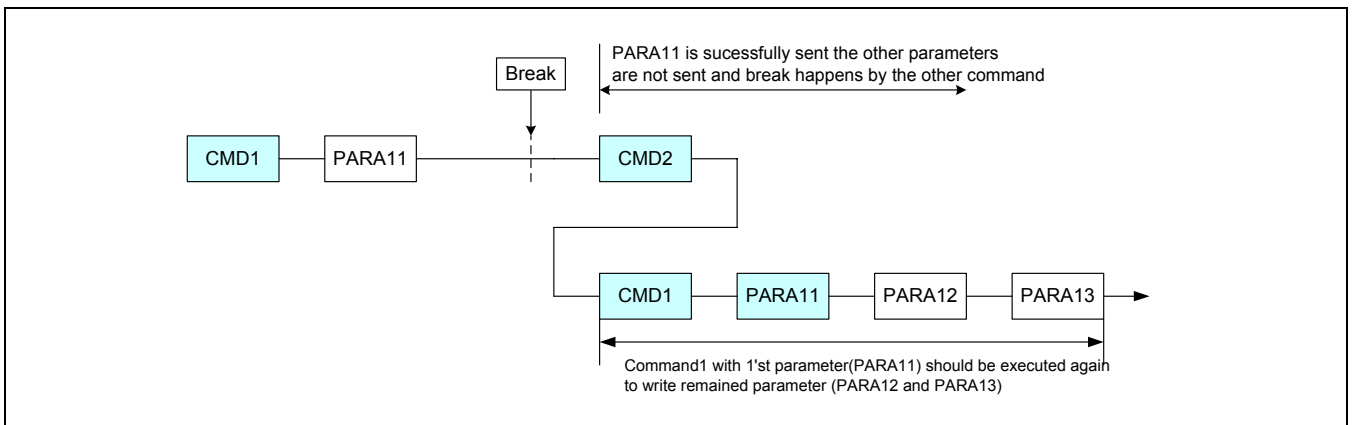 PARA11 is sucessfully sent the other parameters
are not sent and break happens by the other command
Break
CMD1
PARA11
CMD2
CMD1
PARA11
PARA12
PARA13
Command1 with 1'st parameter(PARA11) should be executed again
to write remained parameter (PARA12 and PARA13)